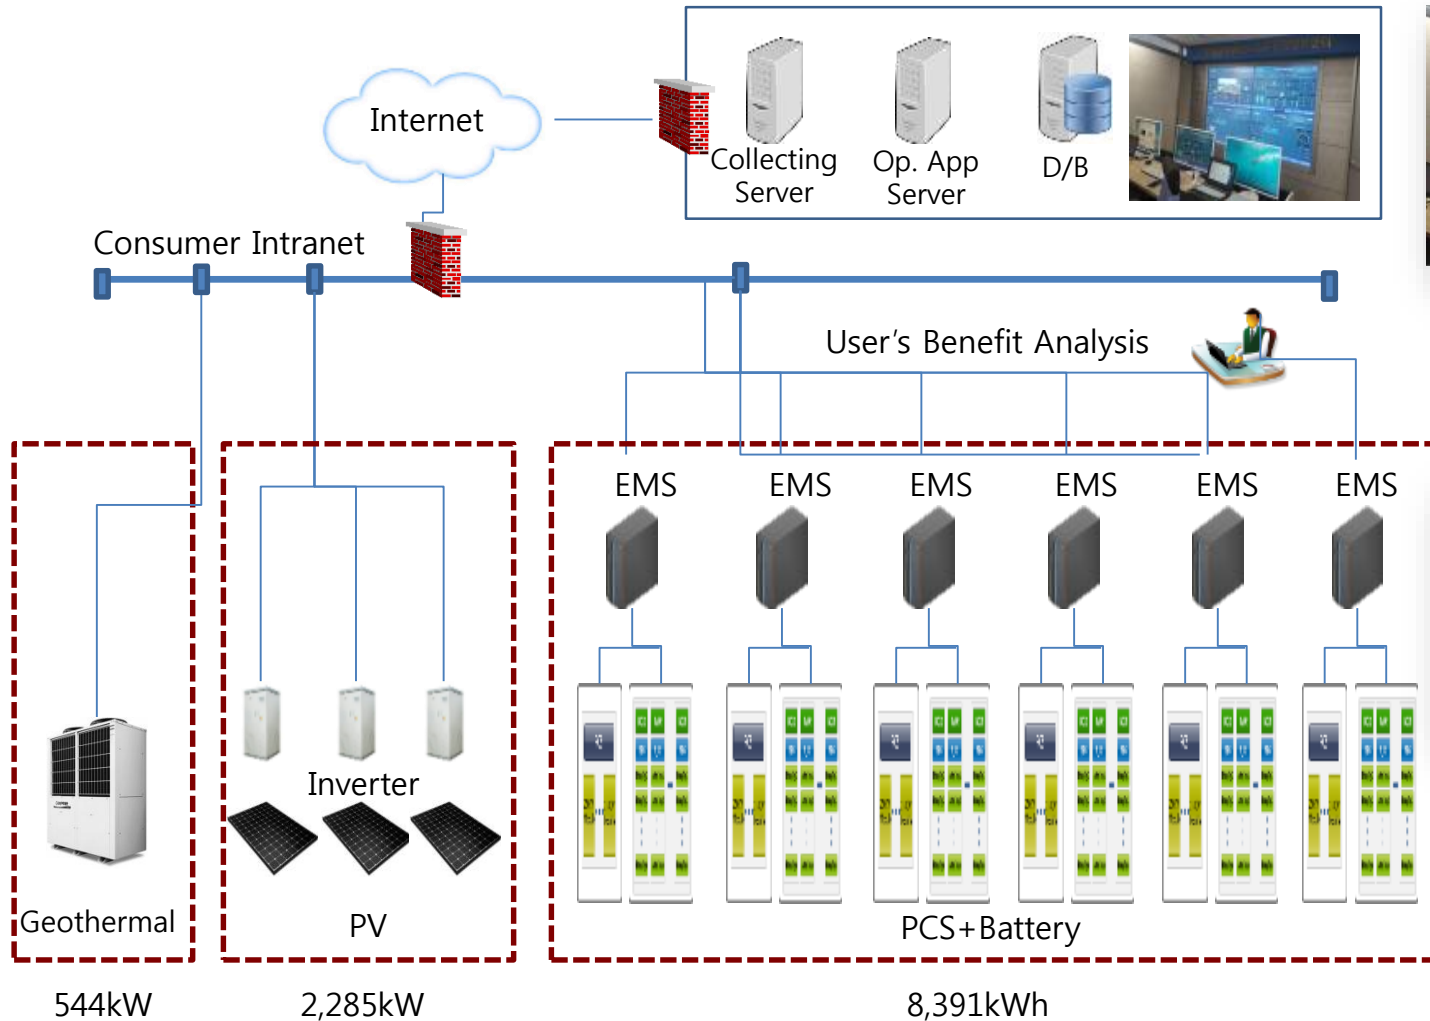 Internet
Collecting
Server
Op. App
Server
D/B
Consumer Intranet
User's Benefit Analysis
EMS
EMS
EMS
EMS
EMS
EMS
Inverter
Geothermal
PV
PCS+Battery
544kW
2,285kW
8,391kWh